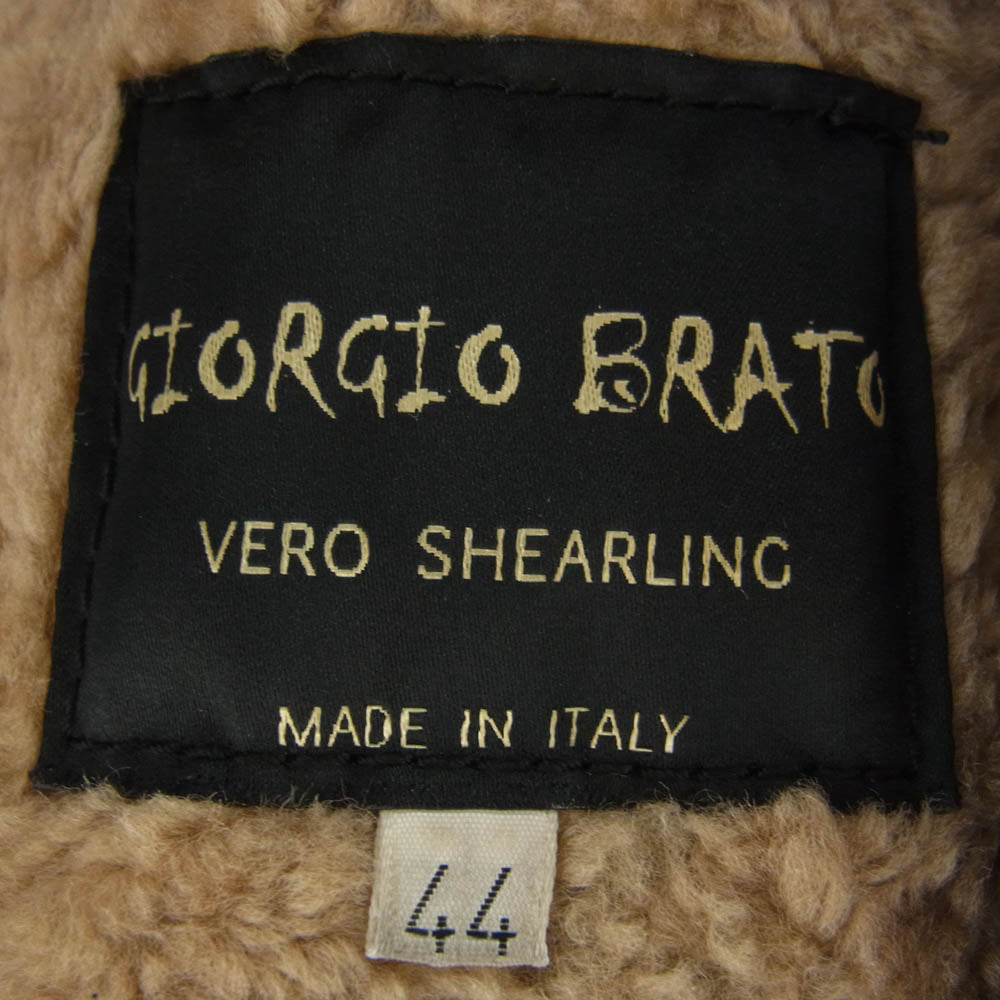 GIORGIO BRATO
VERO SHEARLING
MADE IN ITALY
44